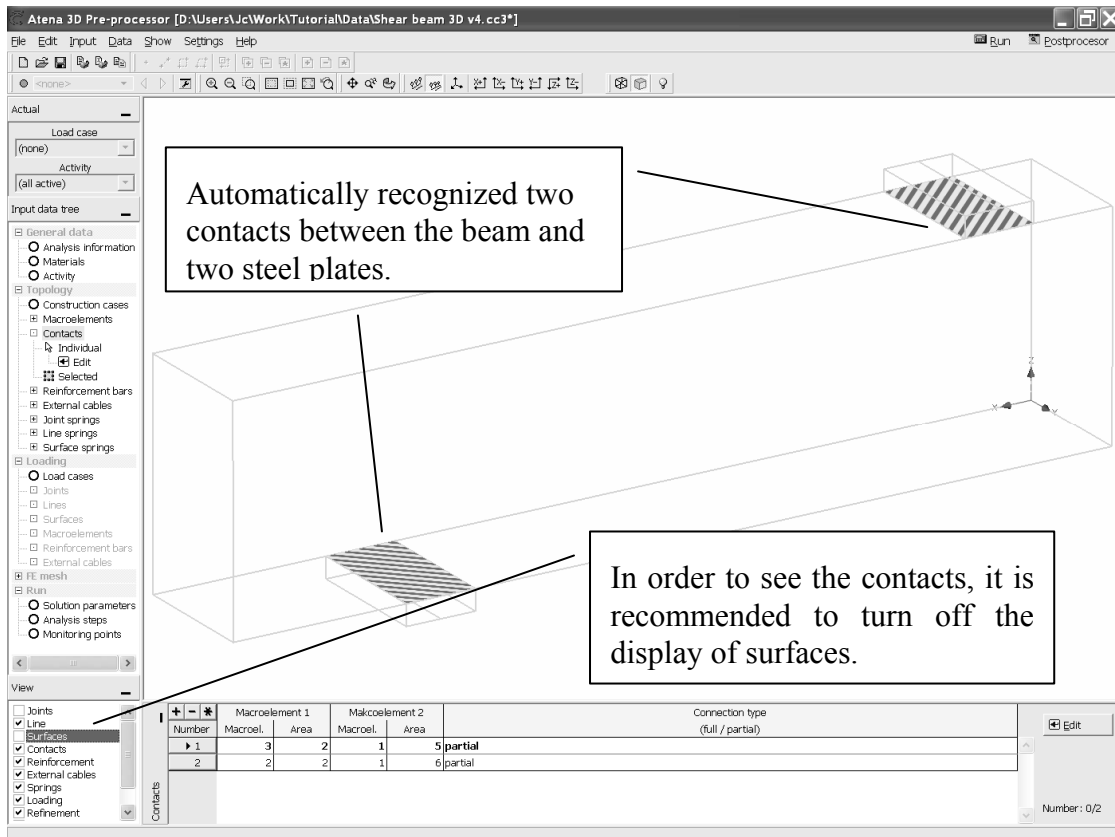 Atena 3D Pre-processor [D:\Users\Jc\Work\Tutorial\Data\Shear beam 3D v4.cc3*]
File Edit Input Data Show Settings Help Run Postprocesor
<none>
Actual
Load case
(none)
Activity
(all active)
Input data tree
General data
Analysis information
Materials
Activity
Topology
Construction cases
Macroelements
Contacts
Individual
Edit
Selected
Reinforcement bars
External cables
Joint springs
Line springs
Surface springs
Loading
Load cases
Joints
Lines
Surfaces
Macroelements
Reinforcement bars
External cables
FE mesh
Run
Solution parameters
Analysis steps
Monitoring points
Automatically recognized two
contacts between the beam and
two steel plates.
Z
X
Y
In order to see the contacts, it is
recommended to turn off the
display of surfaces.
View
Joints
Line
Surfaces
Contacts
Reinforcement
External cables
Springs
Loading
Refinement
Contacts
Macroelement 1 Makcoelement 2 Connection type
Number Macroel. Area Macroel. Area (full / partial)
1 3 2 1 5 partial
2 2 2 1 6 partial
Edit
Number: 0/2